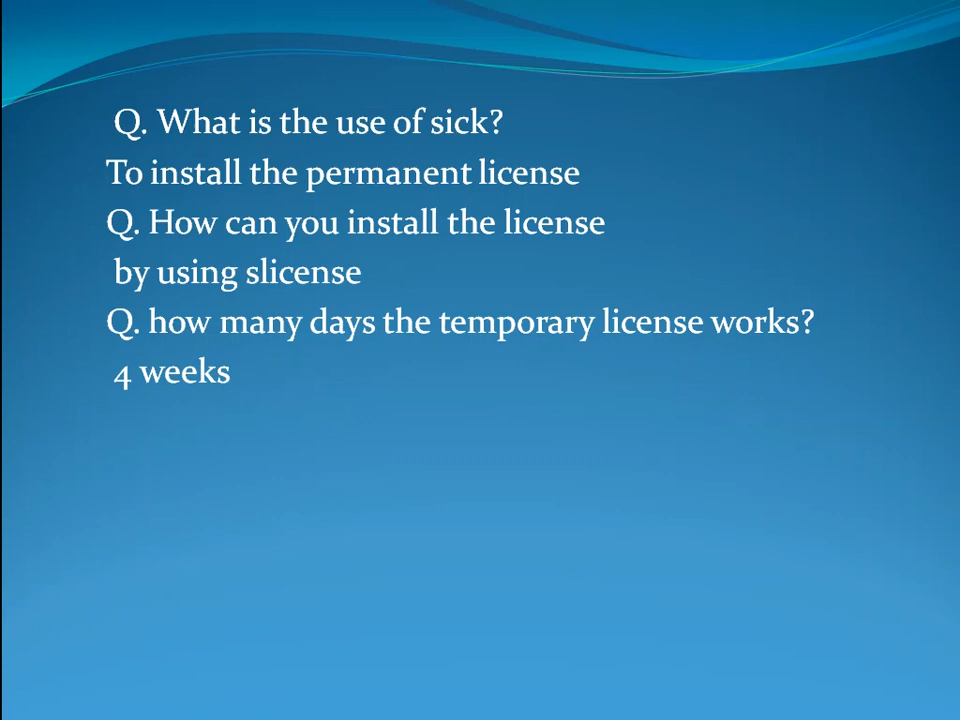 Q. What is the use of sick?
To install the permanent license
Q. How can you install the license
by using slicense
Q. how many days the temporary license works?
4 weeks